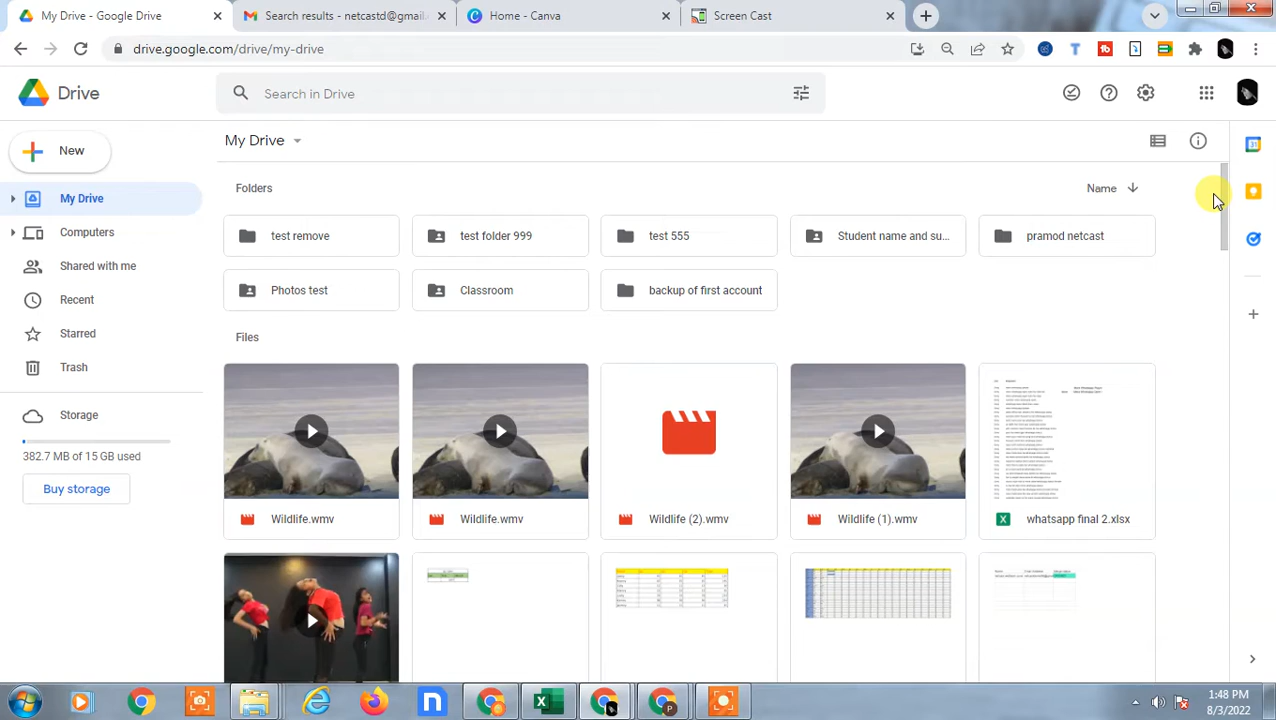 My Drive - Google Drive
Search results - netcastd@gmail
Screen Cast
drive.google.com/drive/my-drive
Drive
Search in Drive
New
My Drive
Computers
Shared with me
Recent
Starred
Trash
Storage
382.7 MB of 15 GB used
Buy storage
My Drive
Folders
Name
test remove
test folder 999
test 555
Student name and su...
pramod netcast
Photos test
Classroom
backup of first account
Files
Wildlife.wmv
Wildlife.wmv
Wildlife (2).wmv
Wildlife (1).wmv
whatsapp final 2.xlsx
1:48 PM
8/3/2022